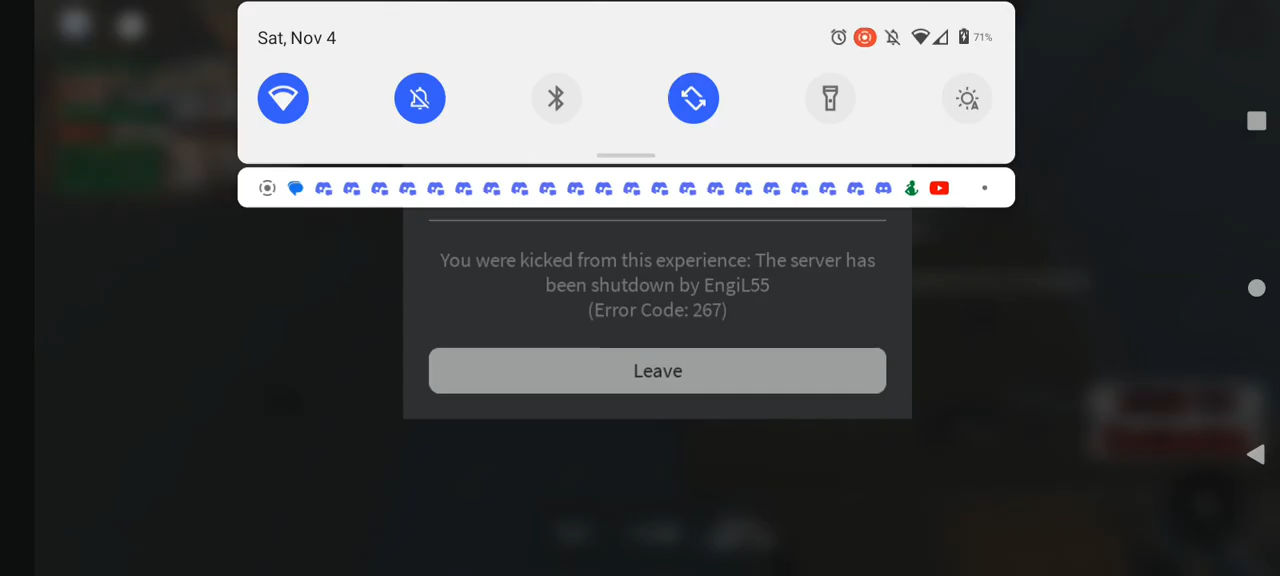 Sat, Nov 4
71%
You were kicked from this experience: The server has
been shutdown by EngiL55
(Error Code: 267)
Leave